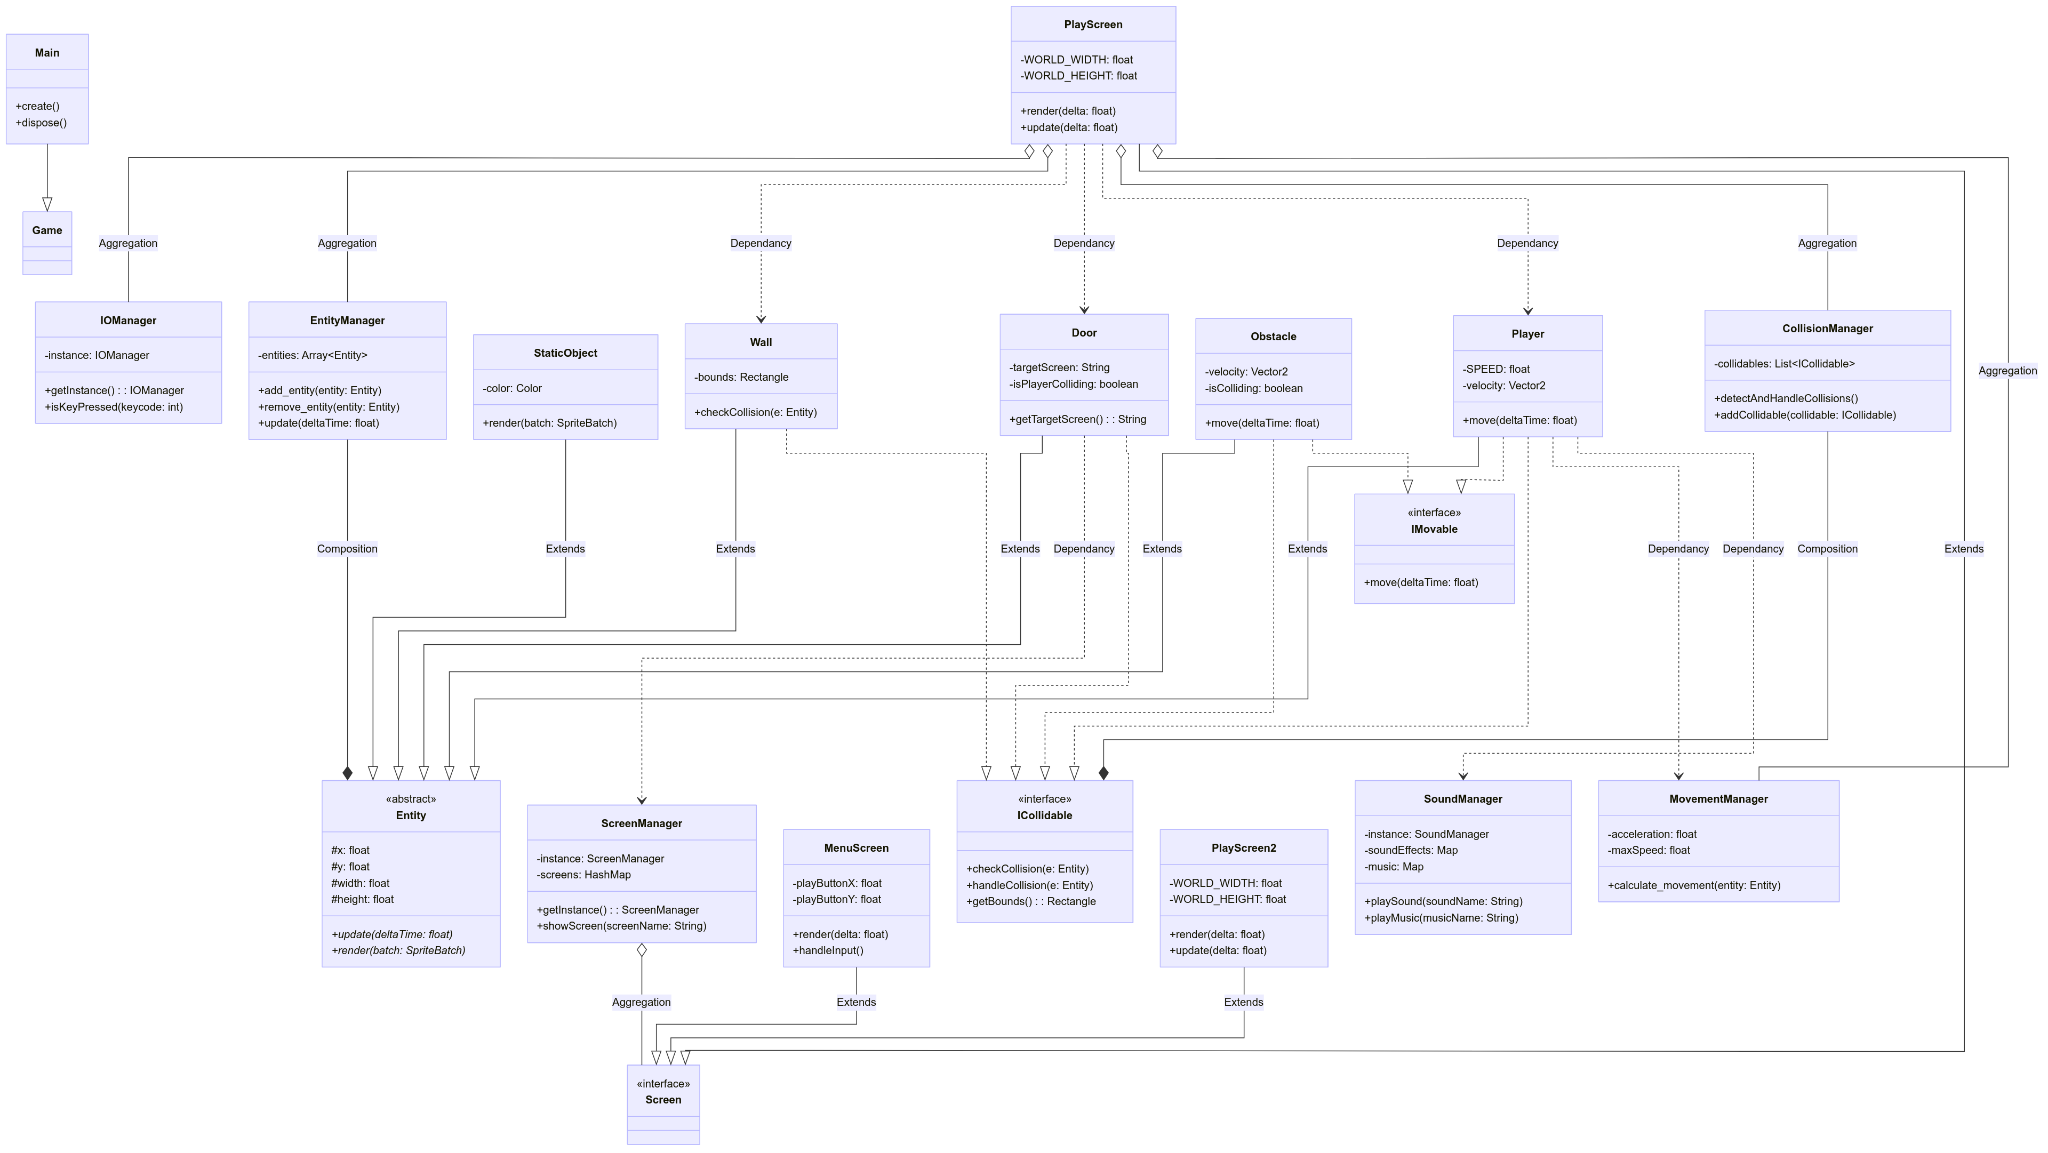 PlayScreen
-WORLD_WIDTH: float
-WORLD_HEIGHT: float
+render(delta: float)
+update(delta: float)
Main
+create()
+dispose()
Game
Aggregation
Aggregation
Dependancy
Dependancy
Dependancy
Aggregation
Aggregation
IOManager
-instance: IOManager
+getInstance() : : IOManager
+isKeyPressed(keycode: int)
EntityManager
-entities: Array<Entity>
+add_entity(entity: Entity)
+remove_entity(entity: Entity)
+update(deltaTime: float)
StaticObject
-color: Color
+render(batch: SpriteBatch)
Wall
-bounds: Rectangle
+checkCollision(e: Entity)
Door
-targetScreen: String
-isPlayerColliding: boolean
+getTargetScreen() : : String
Obstacle
-velocity: Vector2
-isColliding: boolean
+move(deltaTime: float)
Player
-SPEED: float
-velocity: Vector2
+move(deltaTime: float)
CollisionManager
-collidables: List<ICollidable>
+detectAndHandleCollisions()
+addCollidable(collidable: ICollidable)
«interface»
IMovable
+move(deltaTime: float)
Composition
Extends
Extends
Extends
Dependancy
Extends
Extends
Dependancy
Dependancy
Composition
Extends
«abstract»
Entity
#x: float
#y: float
#width: float
#height: float
+update(deltaTime: float)
+render(batch: SpriteBatch)
ScreenManager
-instance: ScreenManager
-screens: HashMap
+getInstance() : : ScreenManager
+showScreen(screenName: String)
MenuScreen
-playButtonX: float
-playButtonY: float
+render(delta: float)
+handleInput()
«interface»
ICollidable
+checkCollision(e: Entity)
+handleCollision(e: Entity)
+getBounds() : : Rectangle
PlayScreen2
-WORLD_WIDTH: float
-WORLD_HEIGHT: float
+render(delta: float)
+update(delta: float)
SoundManager
-instance: SoundManager
-soundEffects: Map
-music: Map
+playSound(soundName: String)
+playMusic(musicName: String)
MovementManager
-acceleration: float
-maxSpeed: float
+calculate_movement(entity: Entity)
Aggregation
Extends
Extends
«interface»
Screen